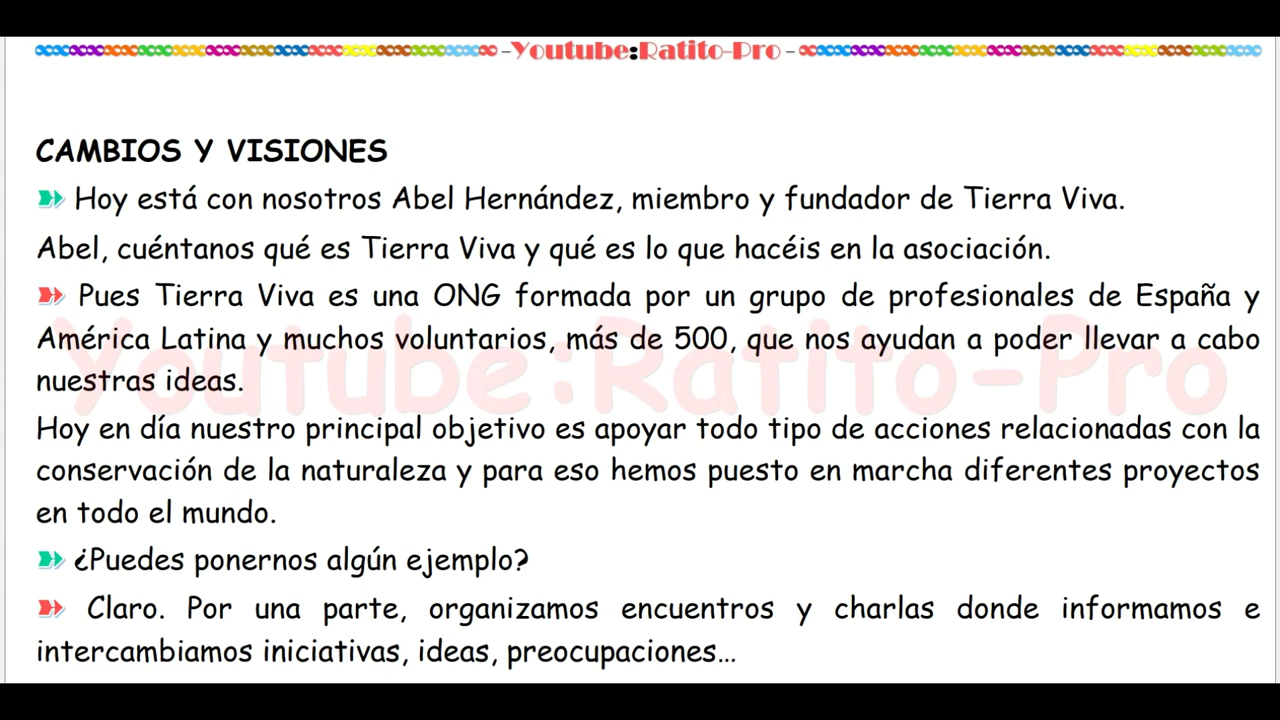 -Youtube:Ratito-Pro-
CAMBIOS Y VISIONES
Hoy está con nosotros Abel Hernández, miembro y fundador de Tierra Viva.
Abel, cuéntanos qué es Tierra Viva y qué es lo que hacéis en la asociación.
Pues Tierra Viva es una ONG formada por un grupo de profesionales de España y
América Latina y muchos voluntarios, más de 500, que nos ayudan a poder llevar a cabo
nuestras ideas.
Youtube:Ratito-Pro
Hoy en día nuestro principal objetivo es apoyar todo tipo de acciones relacionadas con la
conservación de la naturaleza y para eso hemos puesto en marcha diferentes proyectos
en todo el mundo.
¿Puedes ponernos algún ejemplo?
Claro. Por una parte, organizamos encuentros y charlas donde informamos e
intercambiamos iniciativas, ideas, preocupaciones...